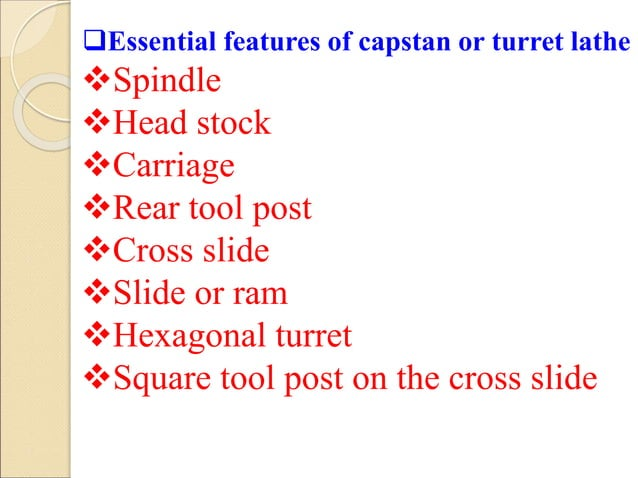 ❑Essential features of capstan or turret lathe
❖Spindle
❖Head stock
❖Carriage
❖Rear tool post
❖Cross slide
❖Slide or ram
❖Hexagonal turret
❖Square tool post on the cross slide